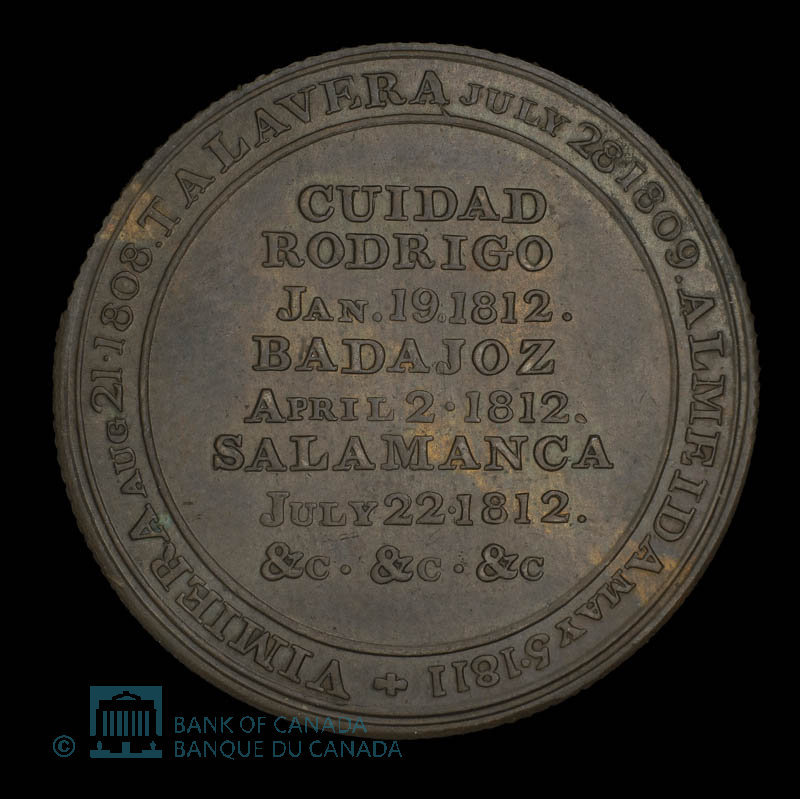 VIMIERA AUG 21 · 1808 . TALAVERA JULY 28 1809 . ALMEIDA MAY 5 · 1811 +
CUIDAD
RODRIGO
JAN. 19. 1812 .
BADAJOZ
APRIL 2 · 1812 .
SALAMANCA
JULY 22 · 1812 .
&C · &C · &C
© BANK OF CANADA
BANQUE DU CANADA